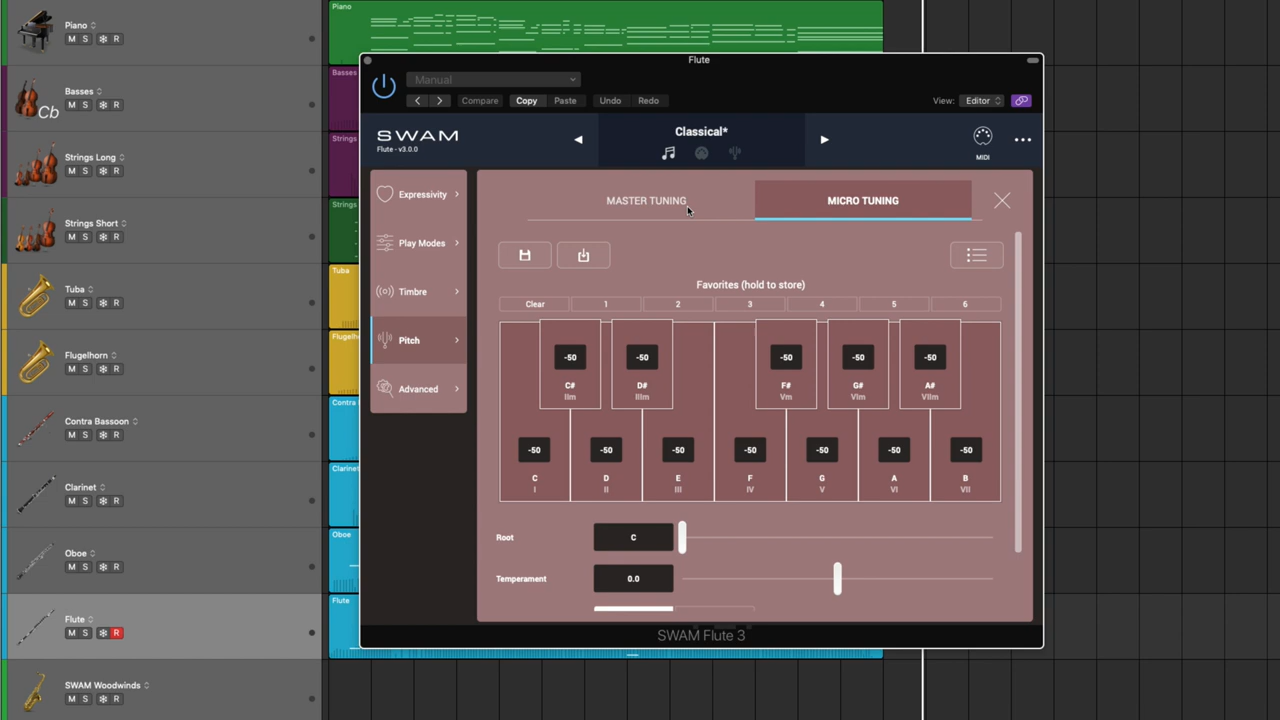 Piano
M S R
Basses
M S R
Cb
Strings Long
M S R
Strings Short
M S R
Tuba
M S R
Flugelhorn
M S R
Contra Bassoon
M S R
Clarinet
M S R
Oboe
M S R
Flute
M S R
SWAM Woodwinds
M S R
Piano
Basses
Strings
Strings
Tuba
Flugelh
Contra
Clarinet
Oboe
Flute
Flute
Manual
Compare Copy Paste Undo Redo
View: Editor
SWAM
Flute - v3.0.0
Classical*
MIDI
Expressivity
Play Modes
Timbre
Pitch
Advanced
MASTER TUNING MICRO TUNING
Favorites (hold to store)
Clear 1 2 3 4 5 6
-50 -50 -50 -50 -50
C# D# F# G# A#
IIm IIIm Vm VIm VIIm
-50 -50 -50 -50 -50 -50 -50
C D E F G A B
I II III IV V VI VII
Root C
Temperament 0.0
SWAM Flute 3